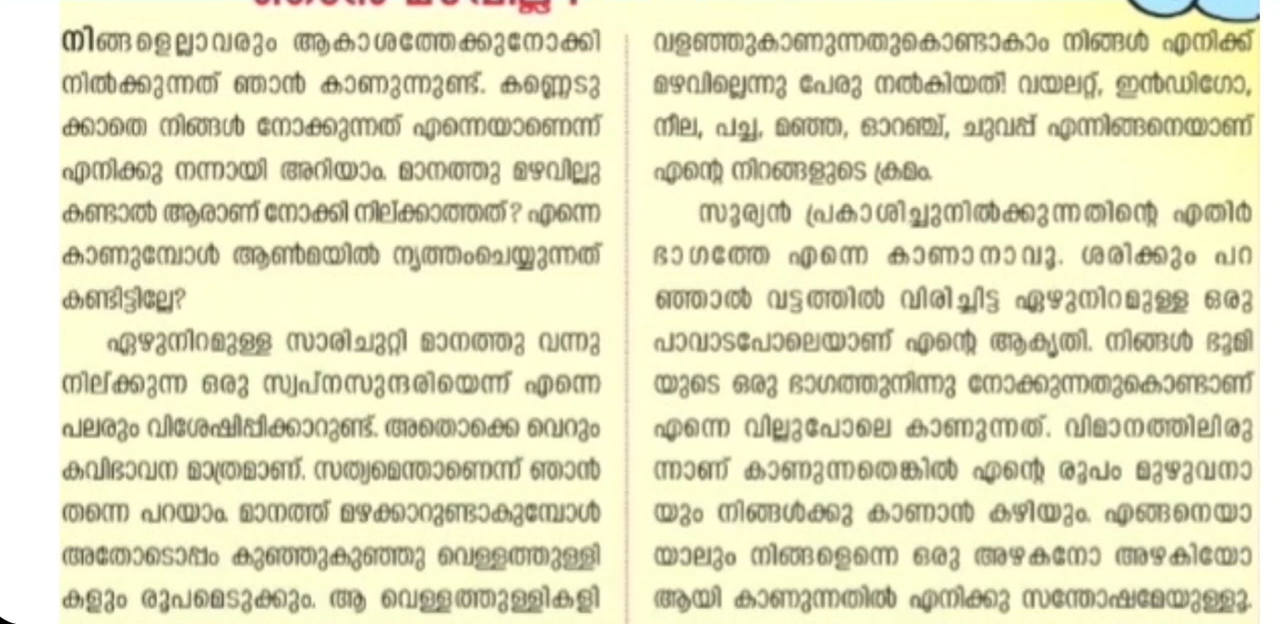 നിങ്ങളെല്ലാവരും ആകാശത്തേക്കുനോക്കി
നിൽക്കുന്നത് ഞാൻ കാണുന്നുണ്ട്. കണ്ണെടു
ക്കാതെ നിങ്ങൾ നോക്കുന്നത് എന്നെയാണെന്ന്
എനിക്കു നന്നായി അറിയാം. മാനത്തു മഴവില്ലു
കണ്ടാൽ ആരാണ് നോക്കി നില്ക്കാത്തത്? എന്നെ
കാണുമ്പോൾ ആൺമയിൽ നൃത്തംചെയ്യുന്നത്
കണ്ടിട്ടില്ലേ?
ഏഴുനിറമുള്ള സാരിചുറ്റി മാനത്തു വന്നു
നില്ക്കുന്ന ഒരു സ്വപ്നസുന്ദരിയെന്ന് എന്നെ
പലരും വിശേഷിപ്പിക്കാറുണ്ട്. അതൊക്കെ വെറും
കവിഭാവന മാത്രമാണ്. സത്യമെന്താണെന്ന് ഞാൻ
തന്നെ പറയാം. മാനത്ത് മഴക്കാറുണ്ടാകുമ്പോൾ
അതോടൊപ്പം കുഞ്ഞുകുഞ്ഞു വെള്ളത്തുള്ളി
കളും രൂപമെടുക്കും. ആ വെള്ളത്തുള്ളികളി
വളഞ്ഞുകാണുന്നതുകൊണ്ടാകാം നിങ്ങൾ എനിക്ക്
മഴവില്ലെന്നു പേരു നൽകിയത്! വയലറ്റ്, ഇൻഡിഗോ,
നീല, പച്ച, മഞ്ഞ, ഓറഞ്ച്, ചുവപ്പ് എന്നിങ്ങനെയാണ്
എന്റെ നിറങ്ങളുടെ ക്രമം.
സൂര്യൻ പ്രകാശിച്ചുനിൽക്കുന്നതിന്റെ എതിർ
ഭാഗത്തേ എന്നെ കാണാനാവൂ. ശരിക്കും പറ
ഞ്ഞാൽ വട്ടത്തിൽ വിരിച്ചിട്ട ഏഴുനിറമുള്ള ഒരു
പാവാടപോലെയാണ് എന്റെ ആകൃതി. നിങ്ങൾ ഭൂമി
യുടെ ഒരു ഭാഗത്തുനിന്നു നോക്കുന്നതുകൊണ്ടാണ്
എന്നെ വില്ലുപോലെ കാണുന്നത്. വിമാനത്തിലിരു
ന്നാണ് കാണുന്നതെങ്കിൽ എന്റെ രൂപം മുഴുവനാ
യും നിങ്ങൾക്കു കാണാൻ കഴിയും. എങ്ങനെയാ
യാലും നിങ്ങളെന്നെ ഒരു അഴകനോ അഴകിയോ
ആയി കാണുന്നതിൽ എനിക്കു സന്തോഷമേയുള്ളൂ.